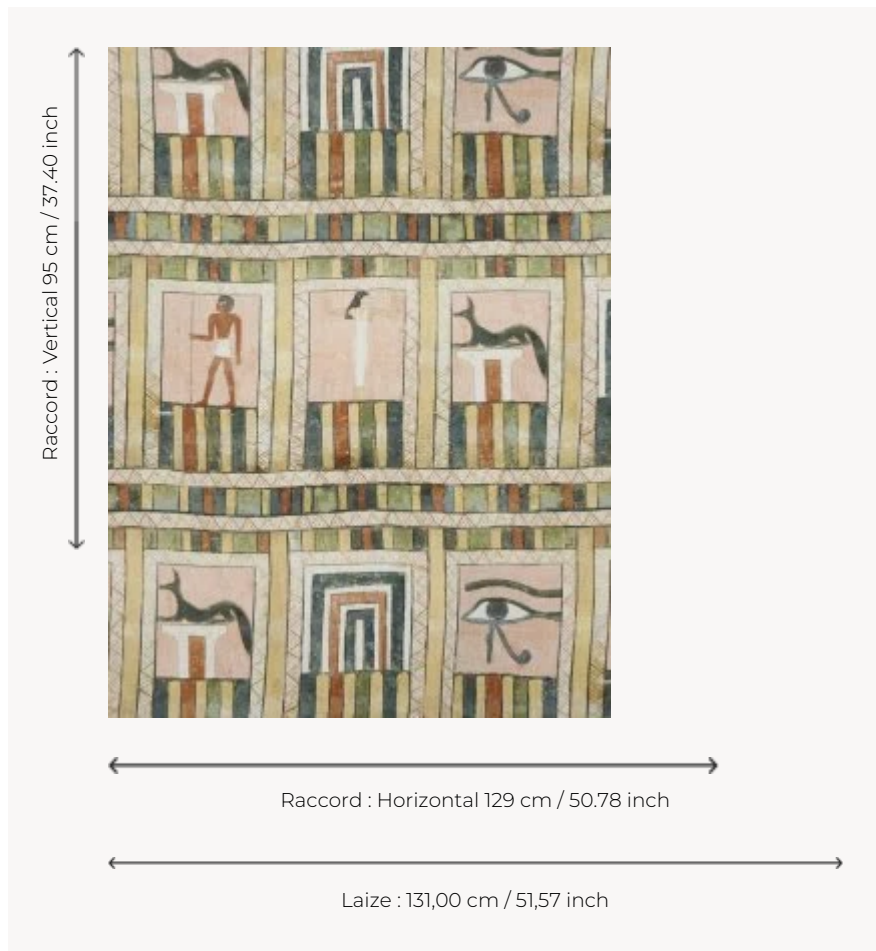 Raccord : Vertical 95 cm / 37.40 inch
Raccord : Horizontal 129 cm / 50.78 inch
Laize : 131,00 cm / 51,57 inch